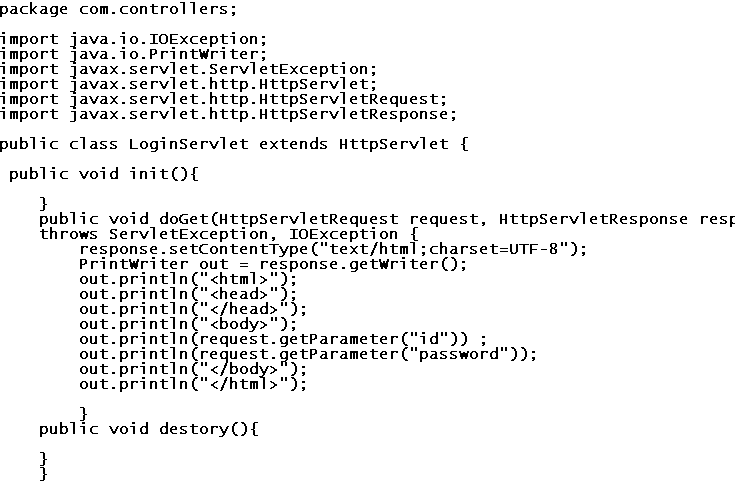 package com.controllers;
import java.io.IOException;
import java.io.PrintWriter;
import javax.servlet.ServletException;
import javax.servlet.http.HttpServlet;
import javax.servlet.http.HttpServletRequest;
import javax.servlet.http.HttpServletResponse;
public class LoginServlet extends HttpServlet {
public void init(){
}
public void doGet(HttpServletRequest request, HttpServletResponse resp
throws ServletException, IOException {
response.setContentType("text/html;charset=UTF-8");
PrintWriter out = response.getWriter();
out.println("<html>");
out.println("<head>");
out.println("</head>");
out.println("<body>");
out.println(request.getParameter("id")) ;
out.println(request.getParameter("password"));
out.println("</body>");
out.println("</html>");
}
public void destory(){
}
}